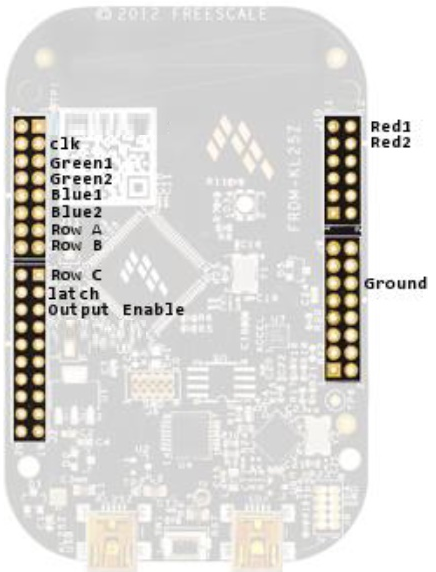 © 2012 FREESCALE
clk
Green1
Green2
Blue1
Blue2
Row A
Row B
Row C
latch
Output Enable
Red1
Red2
Ground
FRDM-KL25Z